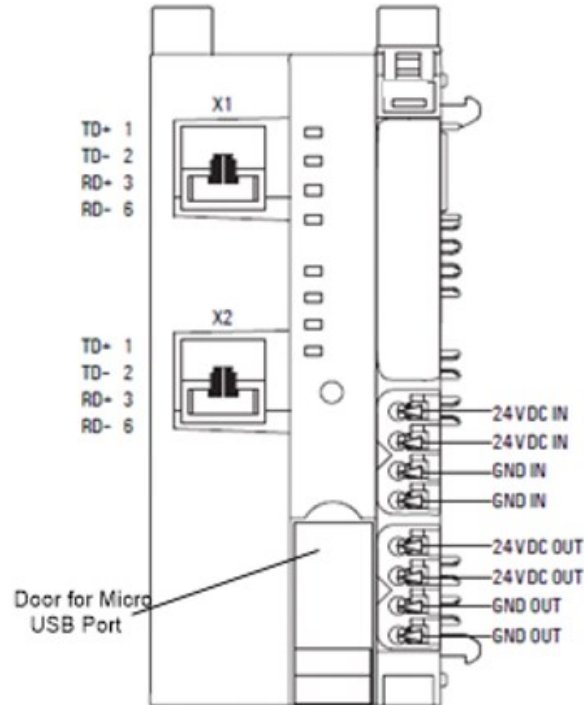 X1
TD+ 1
TD- 2
RD+ 3
RD- 6
X2
TD+ 1
TD- 2
RD+ 3
RD- 6
24VDC IN
24VDC IN
GND IN
GND IN
24VDC OUT
24VDC OUT
GND OUT
GND OUT
Door for Micro
USB Port